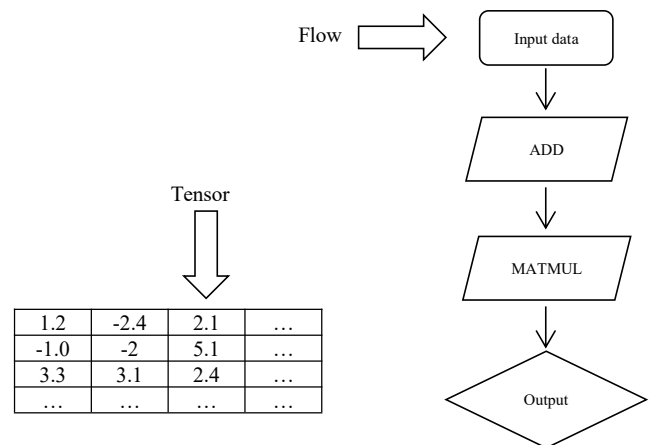 Flow
Input data
ADD
MATMUL
Output
Tensor
1.2 -2.4 2.1 …
-1.0 -2 5.1 …
3.3 3.1 2.4 …
… … … …